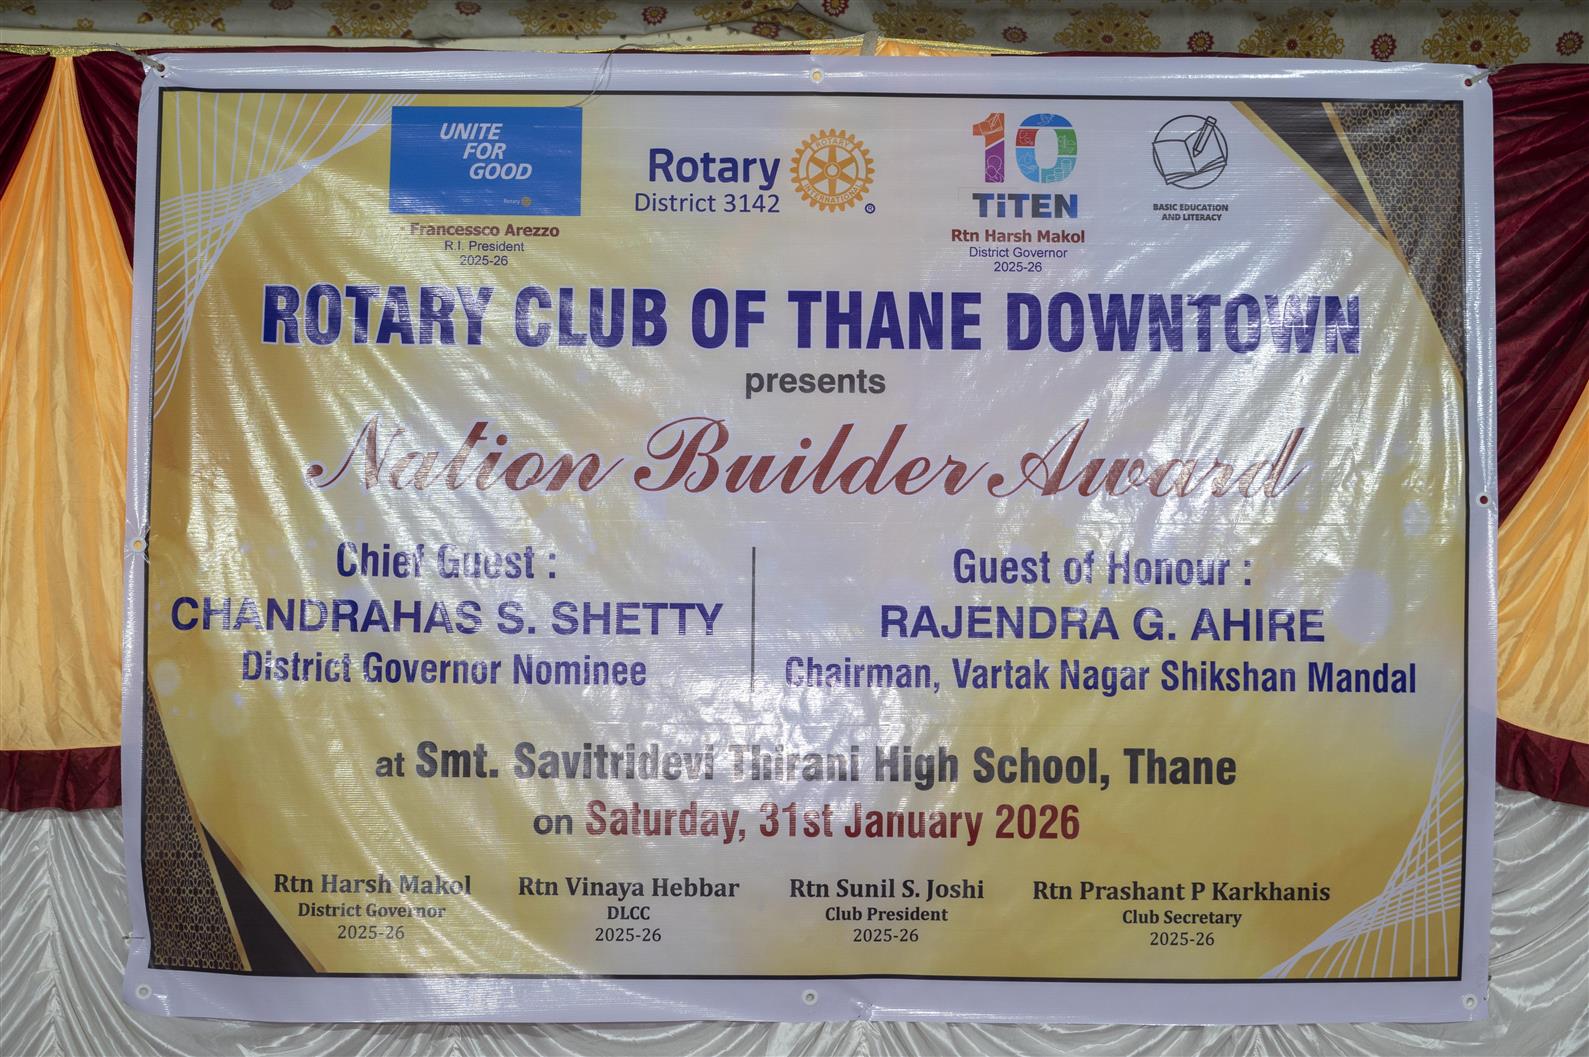 UNITE
FOR
GOOD
Rotary
Francessco Arezzo
R.I. President
2025-26
Rotary
District 3142
ROTARY
INTERNATIONAL
10
TiTEN
Rtn Harsh Makol
District Governor
2025-26
BASIC EDUCATION
AND LITERACY
ROTARY CLUB OF THANE DOWNTOWN
presents
Nation Builder Award
Chief Guest :
CHANDRAHAS S. SHETTY
District Governor Nominee
Guest of Honour :
RAJENDRA G. AHIRE
Chairman, Vartak Nagar Shikshan Mandal
at Smt. Savitridevi Thirani High School, Thane
on Saturday, 31st January 2026
Rtn Harsh Makol
District Governor
2025-26
Rtn Vinaya Hebbar
DLCC
2025-26
Rtn Sunil S. Joshi
Club President
2025-26
Rtn Prashant P Karkhanis
Club Secretary
2025-26